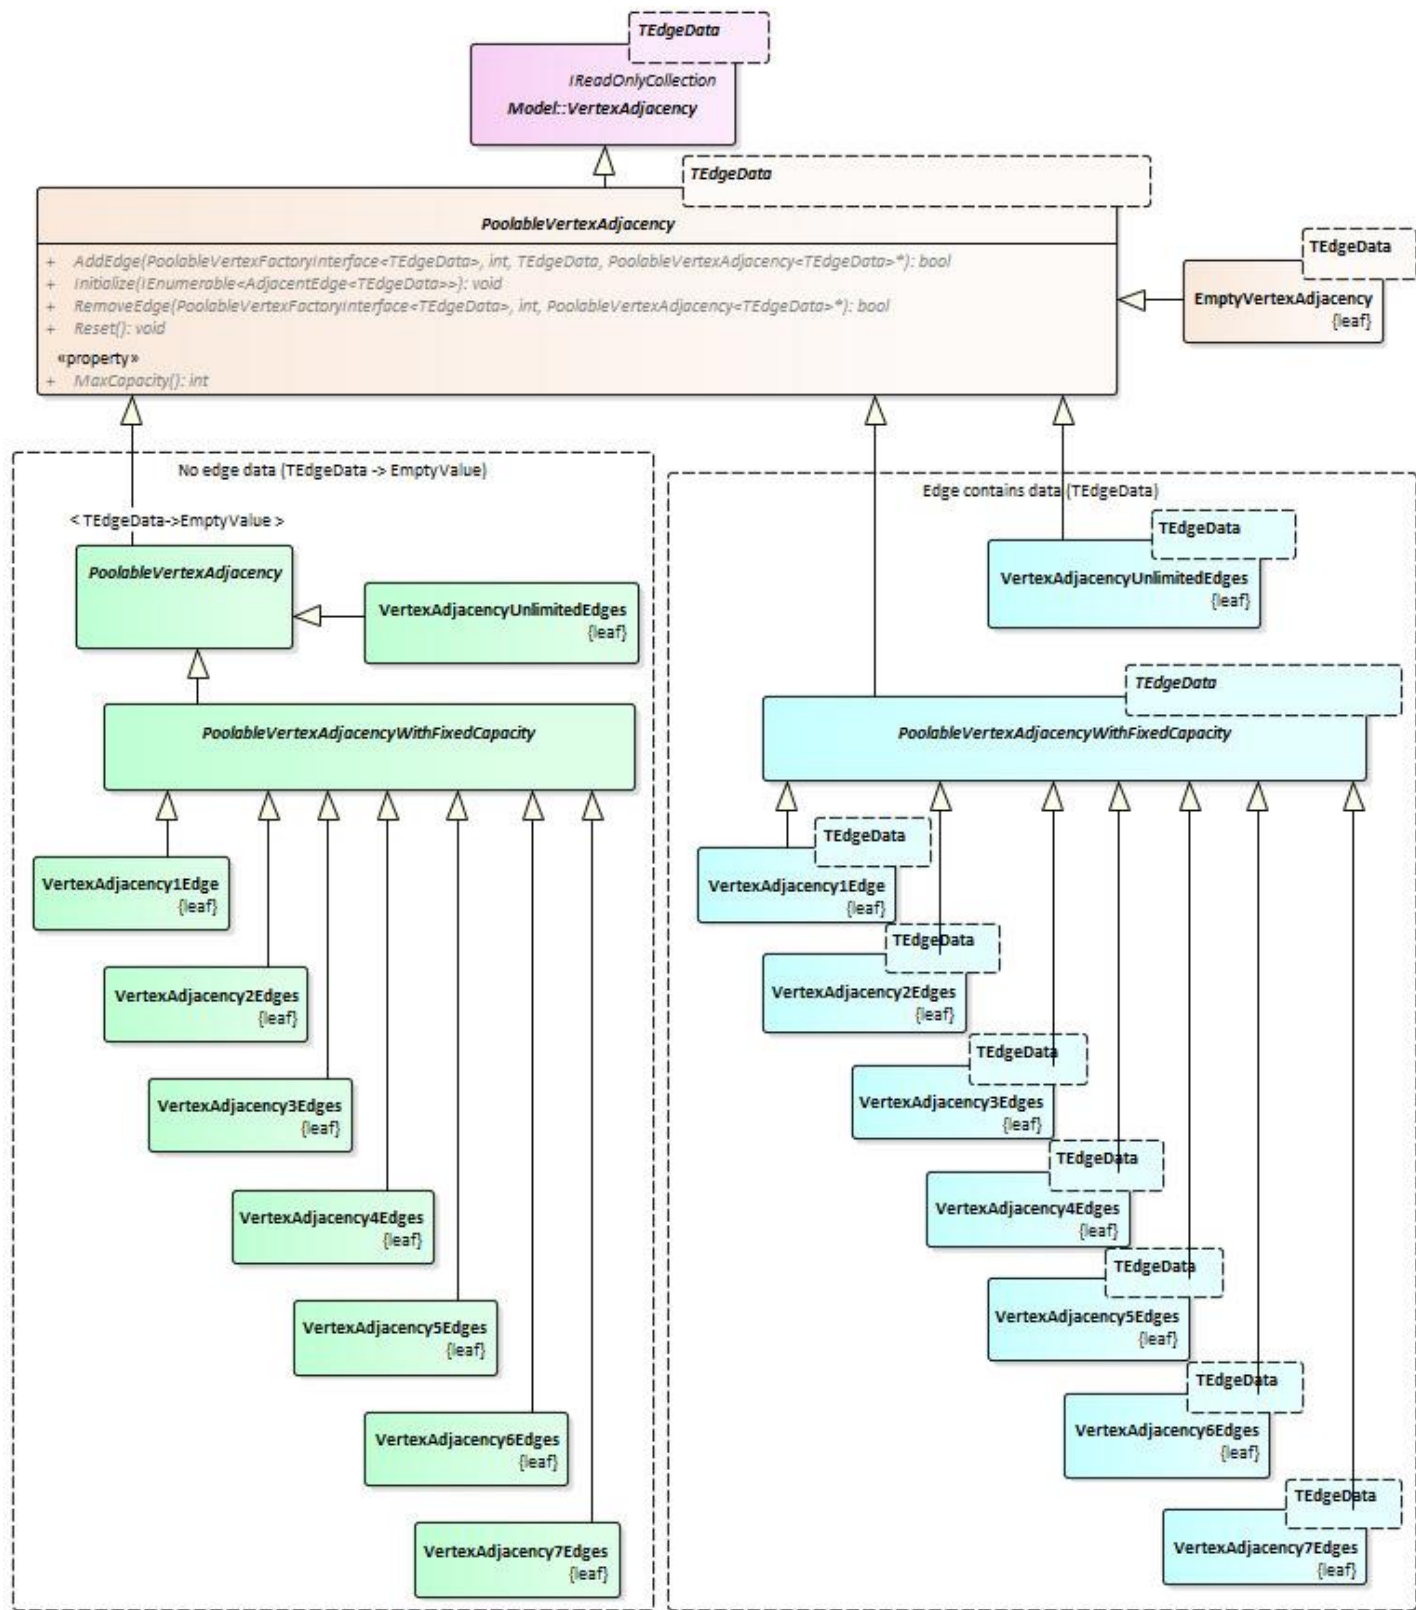 TEdgeData
IReadOnlyCollection
Model::VertexAdjacency
TEdgeData
PoolableVertexAdjacency
+ AddEdge(PoolableVertexFactoryInterface<TEdgeData>, int, TEdgeData, PoolableVertexAdjacency<TEdgeData>*): bool
+ Initialize(IEnumerable<AdjacentEdge<TEdgeData>>): void
+ RemoveEdge(PoolableVertexFactoryInterface<TEdgeData>, int, PoolableVertexAdjacency<TEdgeData>*): bool
+ Reset(): void
«property»
+ MaxCapacity(): int
TEdgeData
EmptyVertexAdjacency
{leaf}
No edge data (TEdgeData -> EmptyValue)
< TEdgeData->EmptyValue >
PoolableVertexAdjacency
VertexAdjacencyUnlimitedEdges
{leaf}
PoolableVertexAdjacencyWithFixedCapacity
VertexAdjacency1Edge
{leaf}
VertexAdjacency2Edges
{leaf}
VertexAdjacency3Edges
{leaf}
VertexAdjacency4Edges
{leaf}
VertexAdjacency5Edges
{leaf}
VertexAdjacency6Edges
{leaf}
VertexAdjacency7Edges
{leaf}
Edge contains data (TEdgeData)
TEdgeData
VertexAdjacencyUnlimitedEdges
{leaf}
TEdgeData
PoolableVertexAdjacencyWithFixedCapacity
TEdgeData
VertexAdjacency1Edge
{leaf}
TEdgeData
VertexAdjacency2Edges
{leaf}
TEdgeData
VertexAdjacency3Edges
{leaf}
TEdgeData
VertexAdjacency4Edges
{leaf}
TEdgeData
VertexAdjacency5Edges
{leaf}
TEdgeData
VertexAdjacency6Edges
{leaf}
TEdgeData
VertexAdjacency7Edges
{leaf}